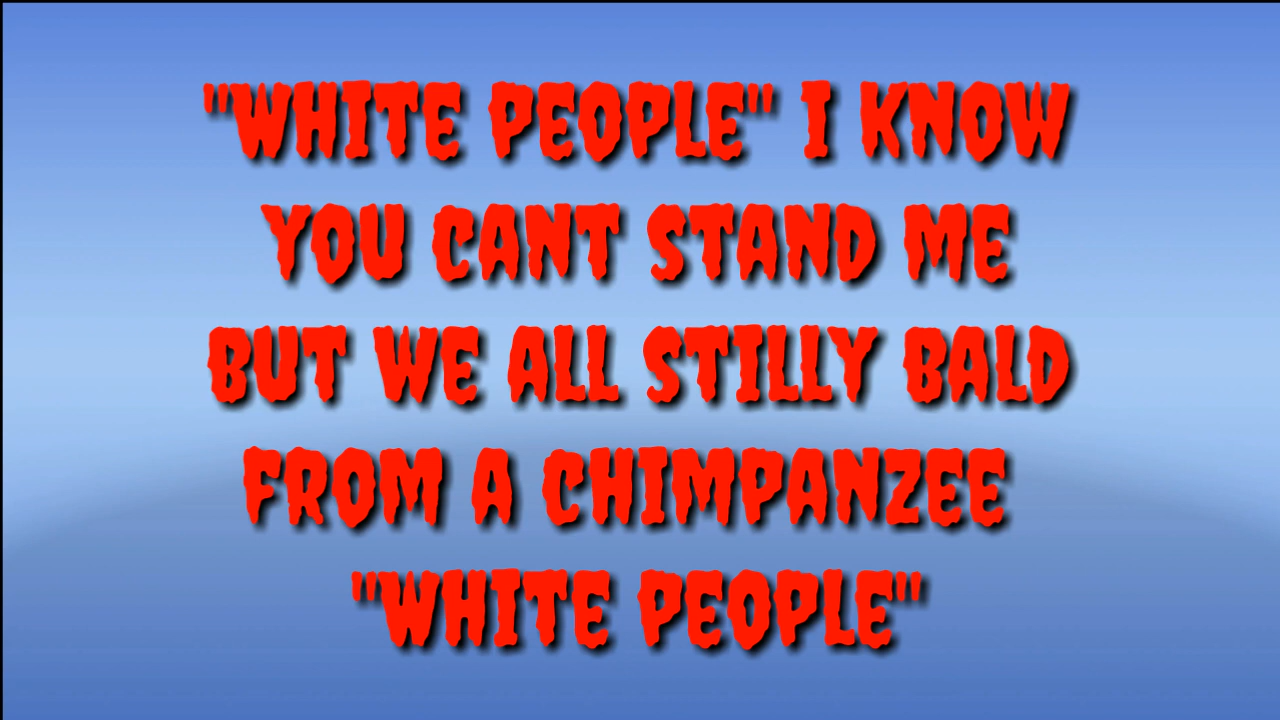 "WHITE PEOPLE" I KNOW
YOU CANT STAND ME
BUT WE ALL STILLY BALD
FROM A CHIMPANZEE
"WHITE PEOPLE"